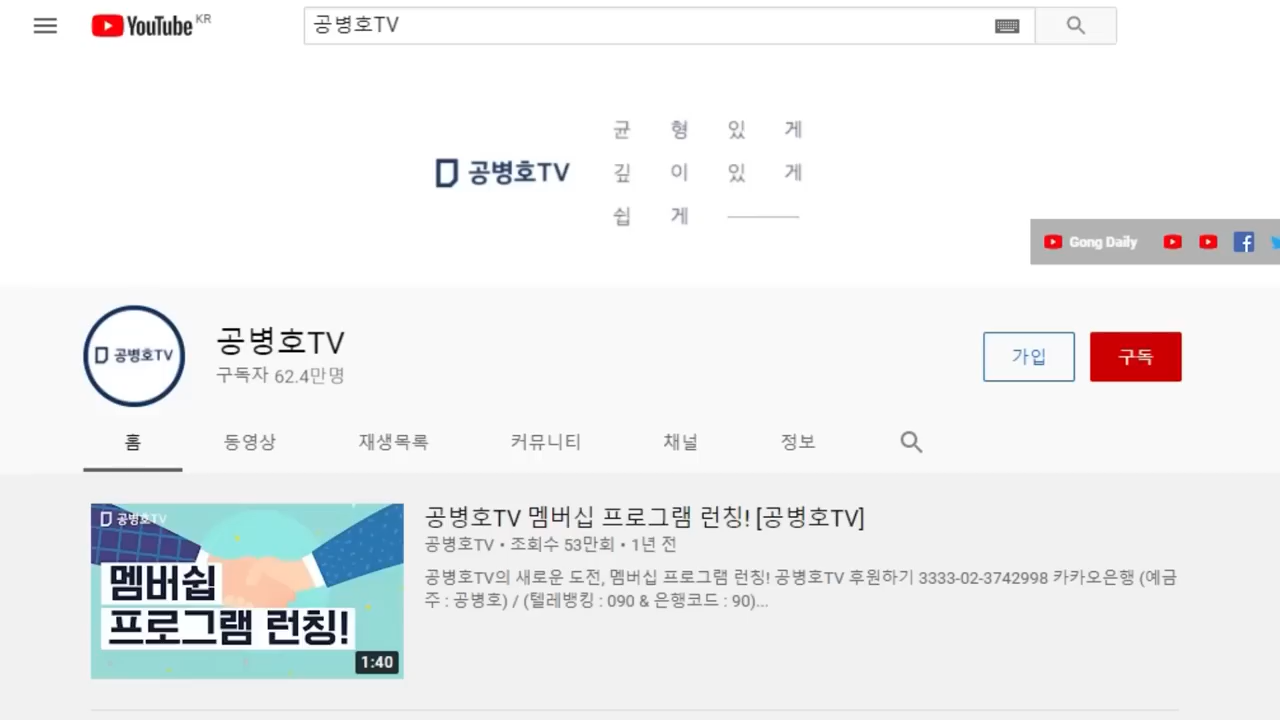 YouTube KR
공병호TV
균 형 있 게
공병호TV 깊 이 있 게
쉽 게
Gong Daily
공병호TV
공병호TV
구독자 62.4만명
가입
구독
홈 동영상 재생목록 커뮤니티 채널 정보
공병호TV
멤버쉽
프로그램 런칭!
1:40
공병호TV 멤버십 프로그램 런칭! [공병호TV]
공병호TV • 조회수 53만회 • 1년 전
공병호TV의 새로운 도전, 멤버십 프로그램 런칭! 공병호TV 후원하기 3333-02-3742998 카카오은행 (예금
주 : 공병호) / (텔레뱅킹 : 090 & 은행코드 : 90)...